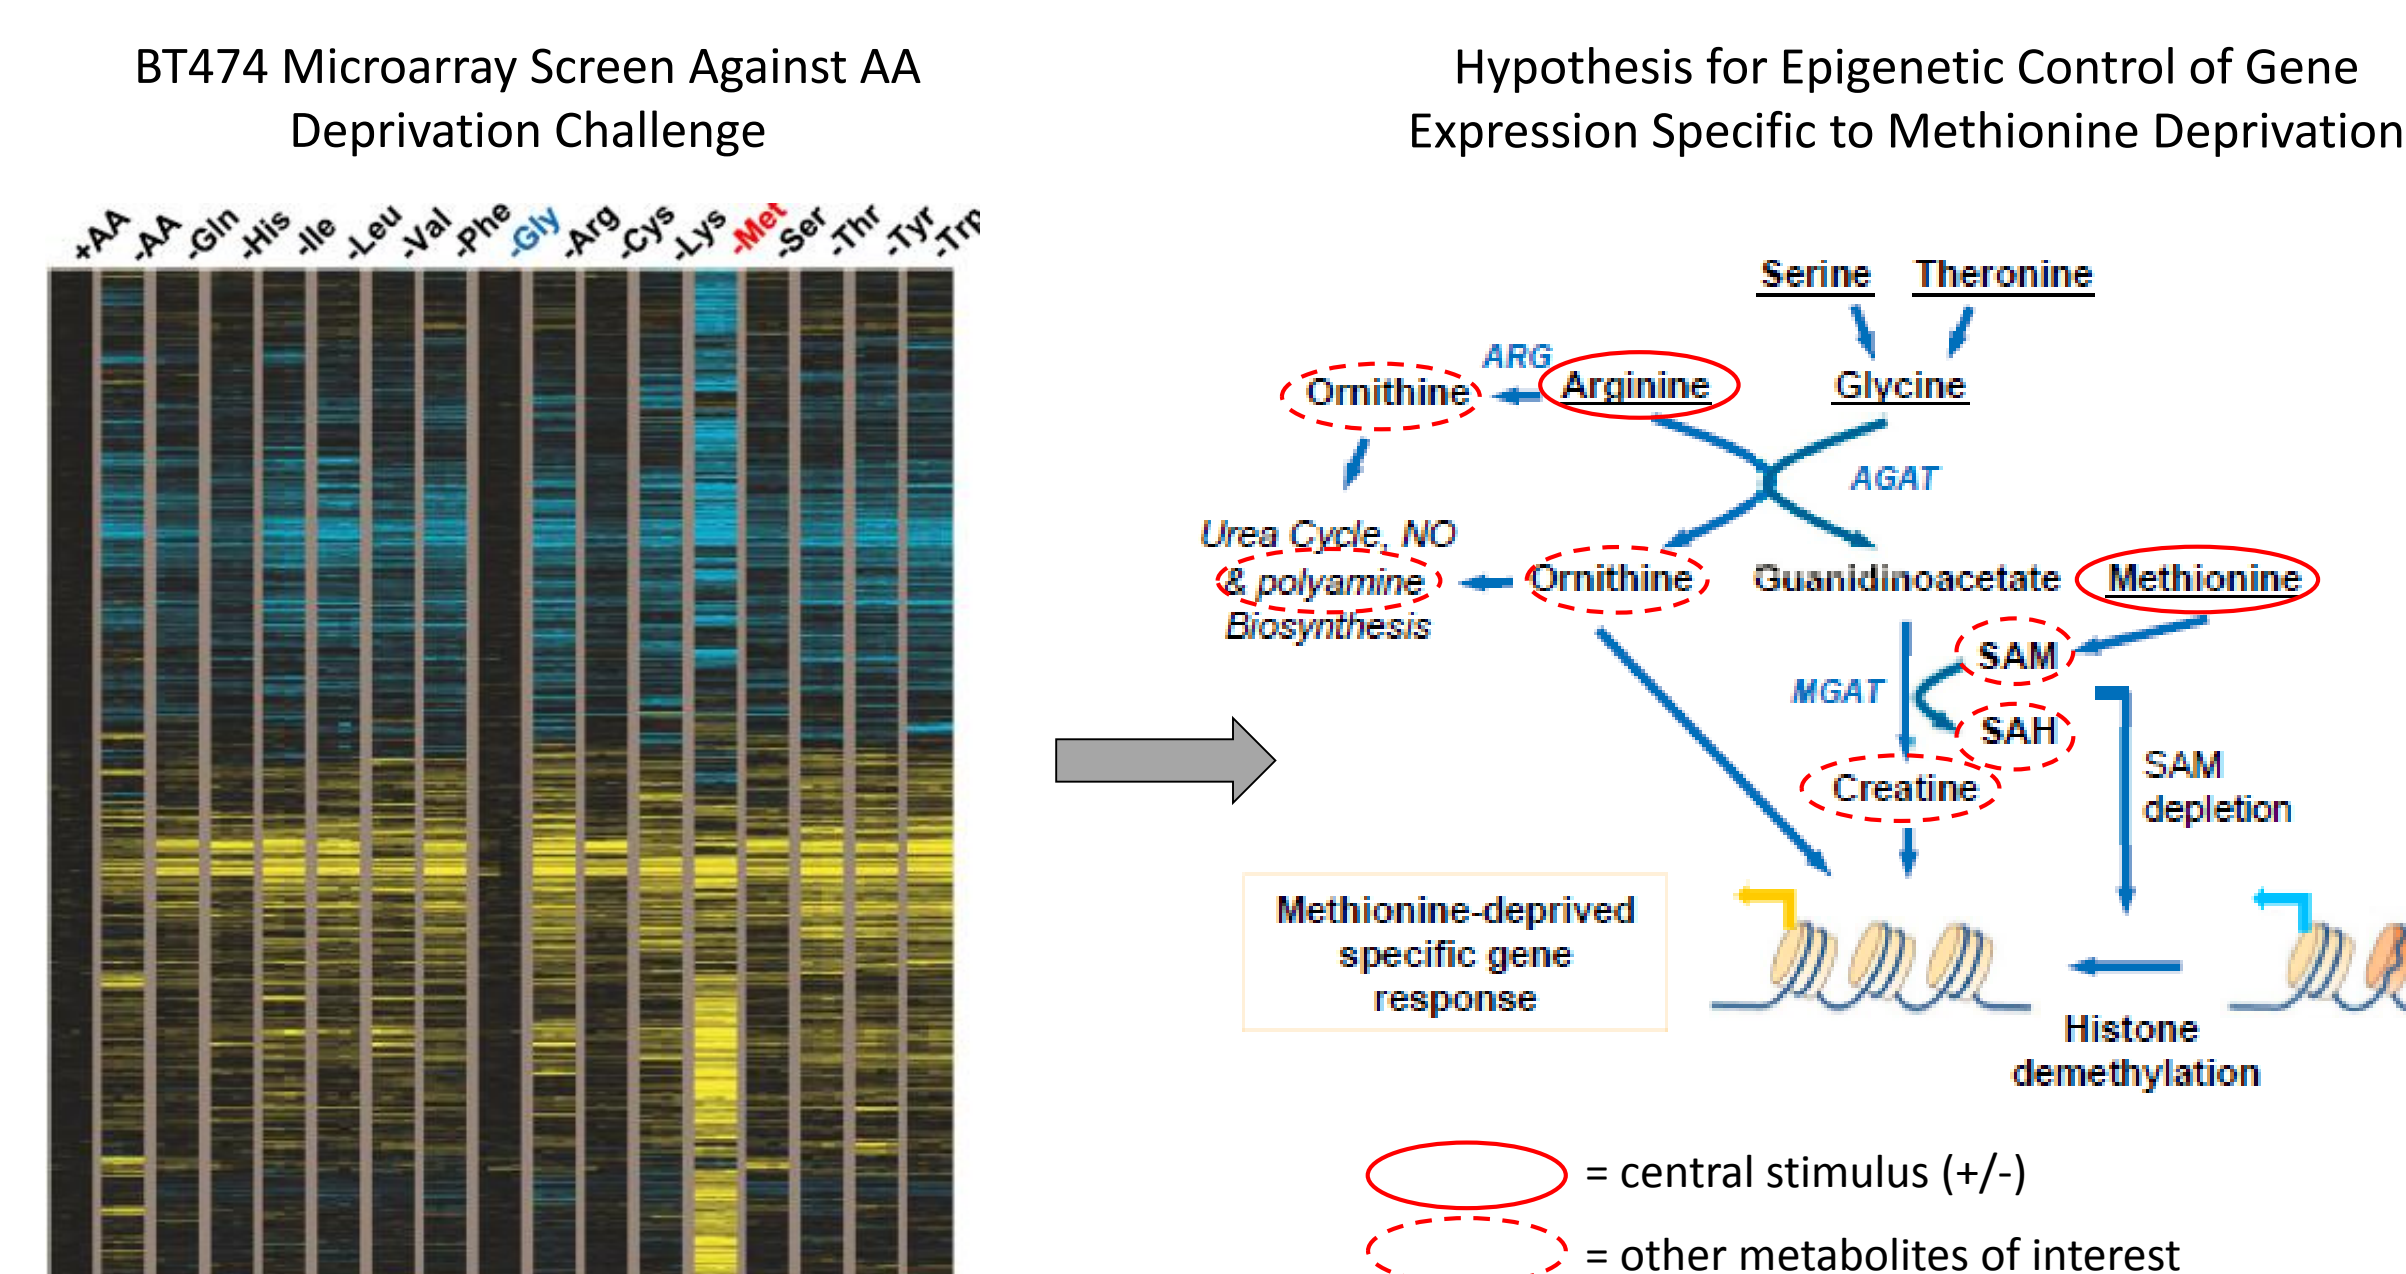 BT474 Microarray Screen Against AA
Deprivation Challenge
+AA -AA -Gln -His -Ile -Leu -Val -Phe -Gly -Arg -Cys -Lys -Met -Ser -Thr -Tyr -Trp
Hypothesis for Epigenetic Control of Gene
Expression Specific to Methionine Deprivation
Serine Theronine
ARG
Ornithine Arginine Glycine
AGAT
Urea Cycle, NO
& polyamine
Biosynthesis
Ornithine Guanidinoacetate Methionine
SAM
MGAT
SAH
Creatine
SAM
depletion
Methionine-deprived
specific gene
response
Histone
demethylation
= central stimulus (+/-)
= other metabolites of interest